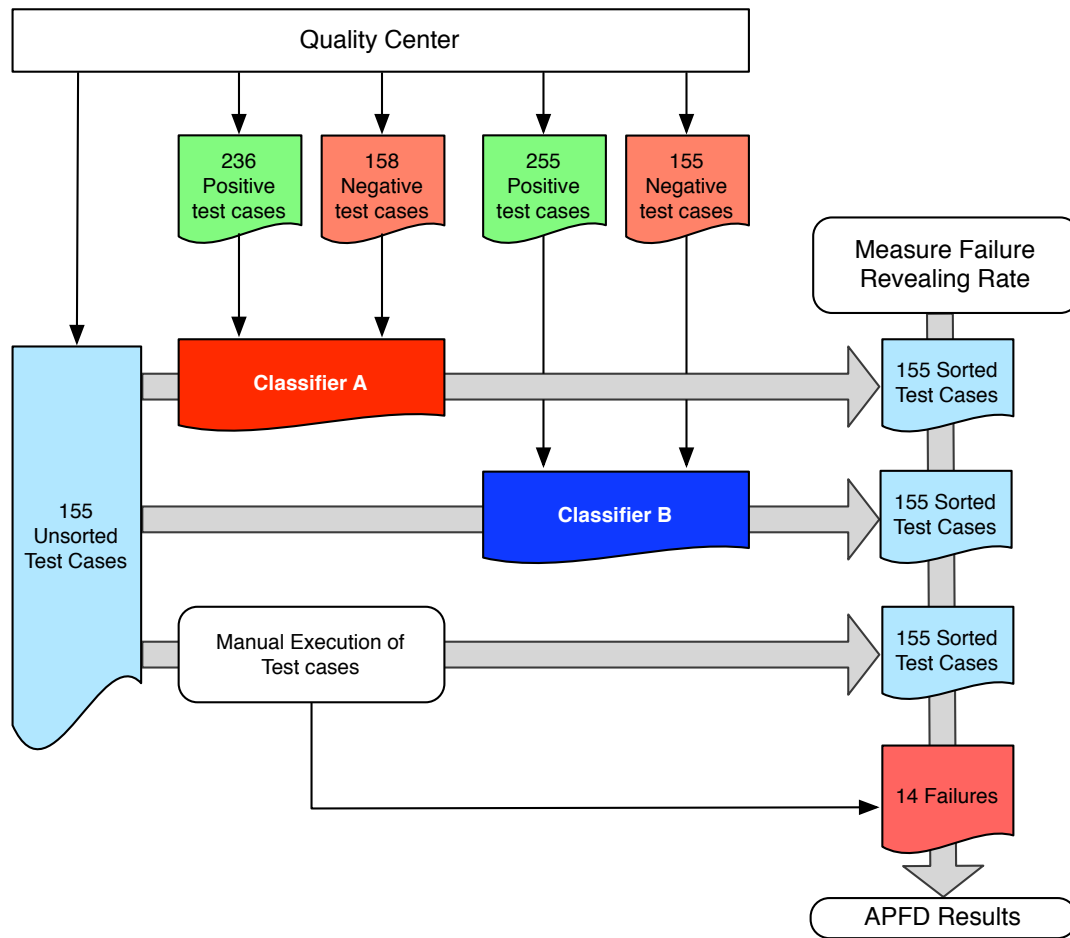 Quality Center
236
Positive
test cases
158
Negative
test cases
255
Positive
test cases
155
Negative
test cases
Measure Failure
Revealing Rate
Classifier A
155 Sorted
Test Cases
155
Unsorted
Test Cases
Classifier B
155 Sorted
Test Cases
Manual Execution of
Test cases
155 Sorted
Test Cases
14 Failures
APFD Results